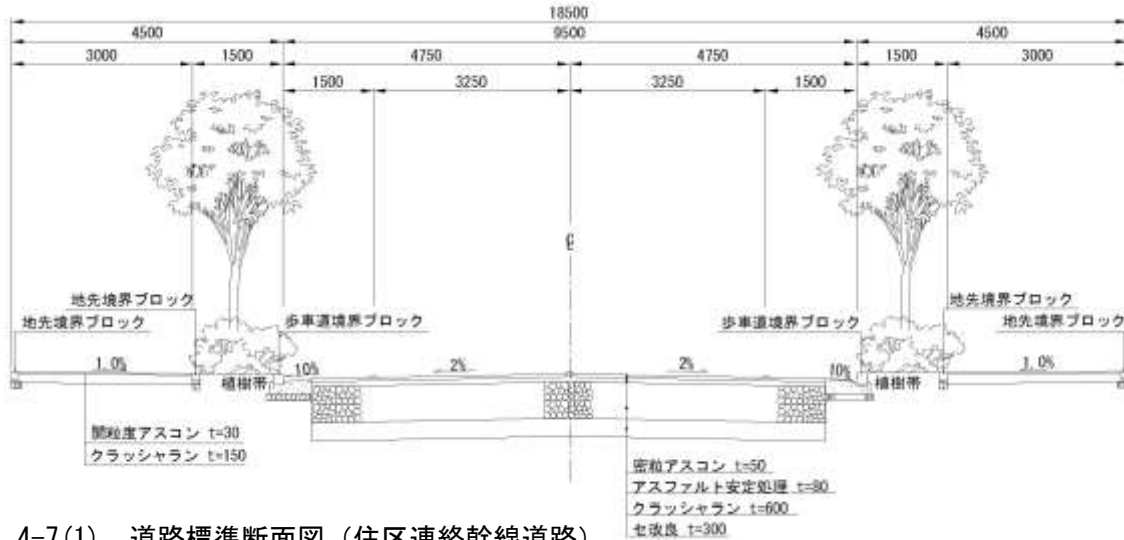 18500
4500 9500 4500
3000 1500 4750 4750 1500 3000
1500 3250 3250 1500
地先境界ブロック 地先境界ブロック
地先境界ブロック 歩車道境界ブロック 歩車道境界ブロック 地先境界ブロック
1.0% 2% 2% 1.0%
植樹帯 10% 10% 植樹帯
開粒度アスコン t=30
クラッシャラン t=150
密粒アスコン t=50
アスファルト安定処理 t=80
クラッシャラン t=600
セ改良 t=300
4-7(1) 道路標準断面図（住区連絡幹線道路）